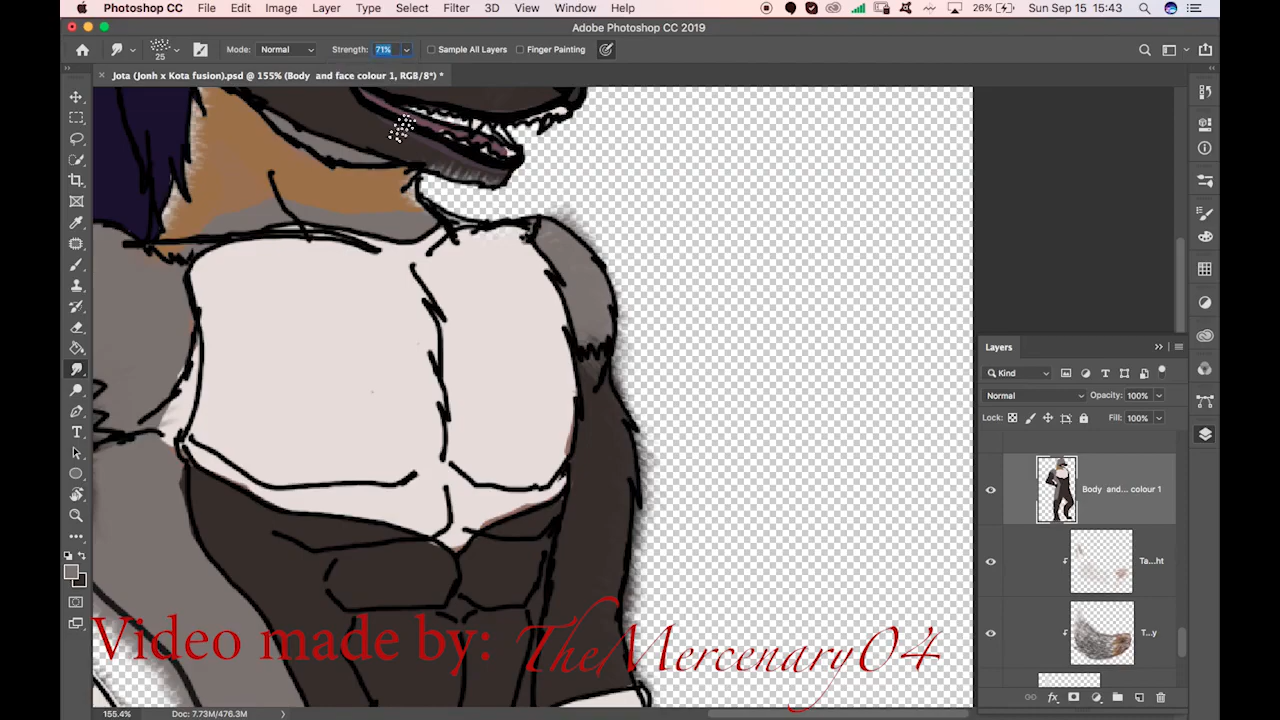 Photoshop CC File Edit Image Layer Type Select Filter 3D View Window Help 26% Sun Sep 15 15:43
Adobe Photoshop CC 2019
25 Mode: Normal Strength: 71% Sample All Layers Finger Painting
Jota (Jonh x Kota fusion).psd @ 155% (Body and face colour 1, RGB/8*) *
Layers
Kind
Normal Opacity: 100%
Lock: Fill: 100%
Body and... colour 1
Ta...ht
T...y
Video made by: TheMercenary04
fx
155.4% Doc: 7.73M/476.3M